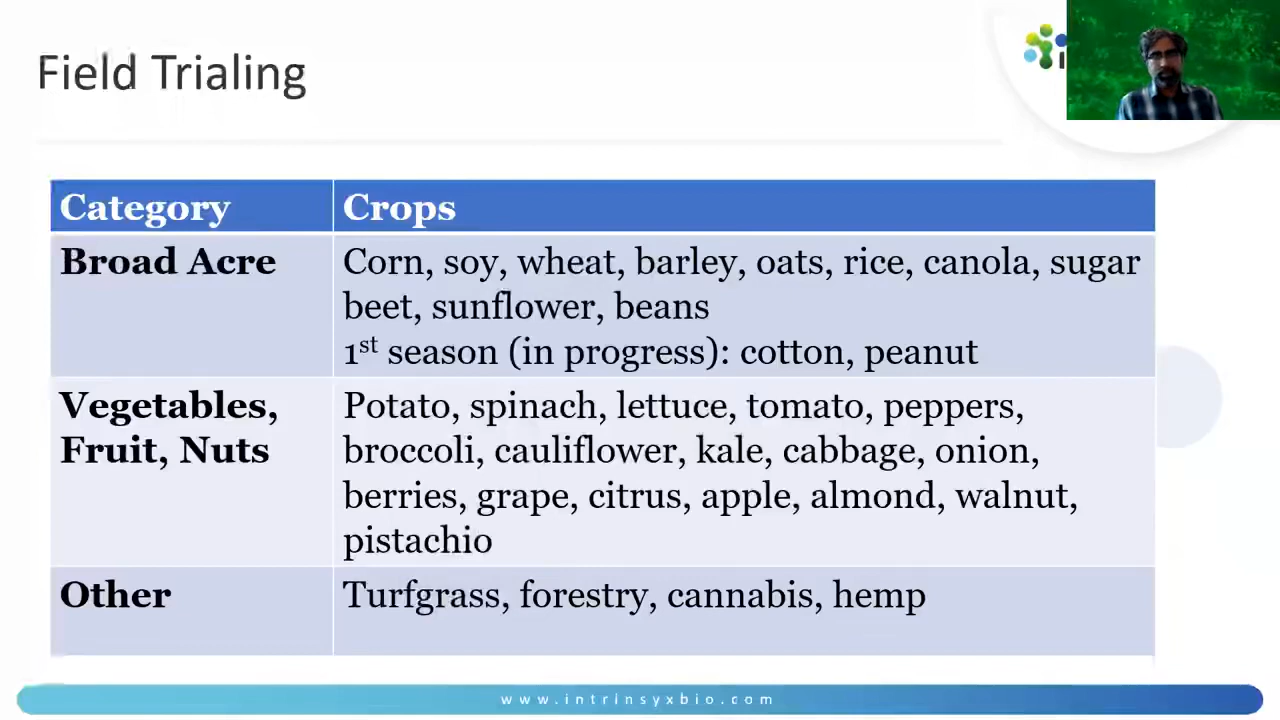 Field Trialing
Category
Crops
Broad Acre
Corn, soy, wheat, barley, oats, rice, canola, sugar
beet, sunflower, beans
1st season (in progress): cotton, peanut
Vegetables,
Fruit, Nuts
Potato, spinach, lettuce, tomato, peppers,
broccoli, cauliflower, kale, cabbage, onion,
berries, grape, citrus, apple, almond, walnut,
pistachio
Other
Turfgrass, forestry, cannabis, hemp
www.intrinsyxbio.com